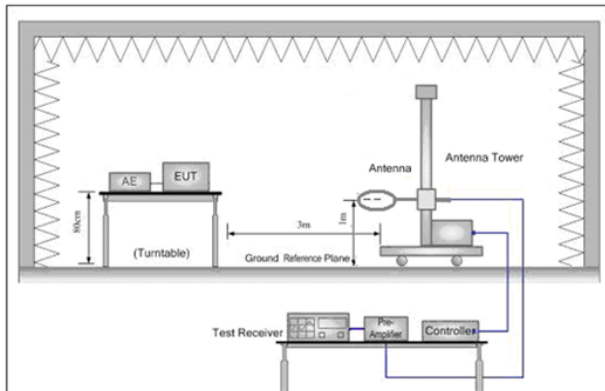 Antenna Tower
Antenna
AE
EUT
80cm
(Turntable)
3m
1m
Ground Reference Plane
Test Receiver
Pre-
Amplifier
Controller